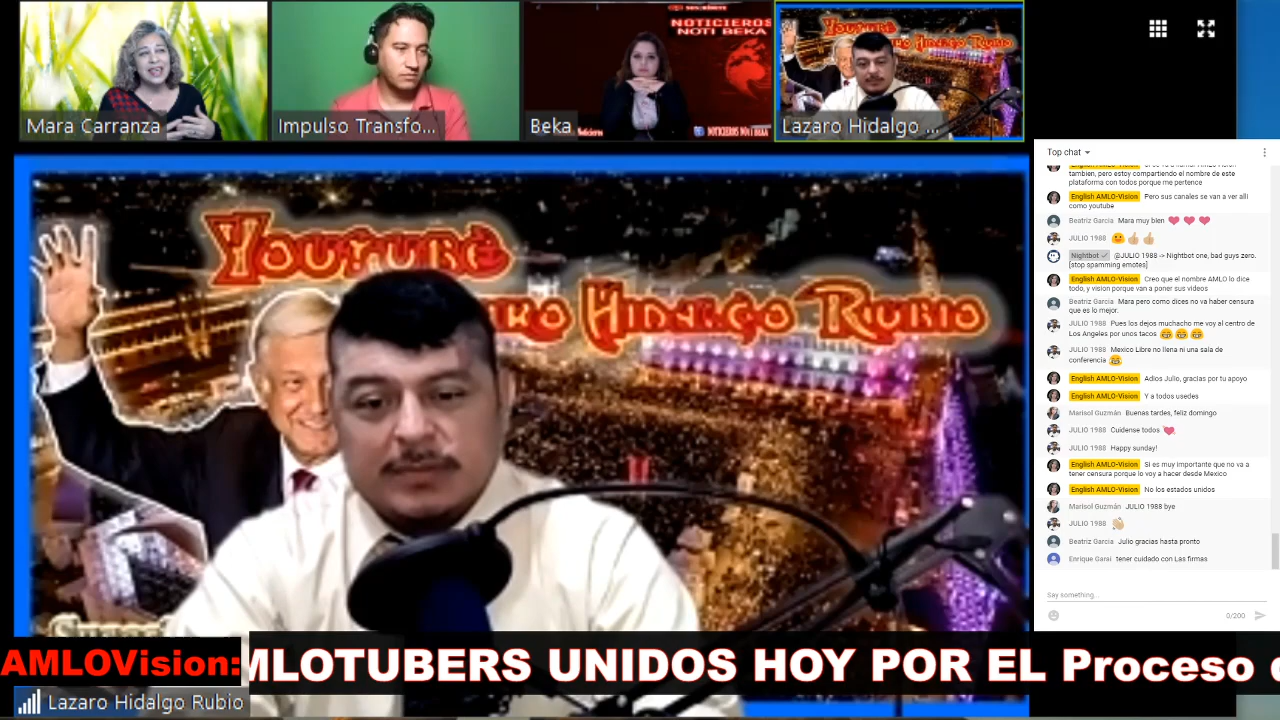 SUSCRÍBETE
NOTICIEROS
NOTI BEKA
YOUTUBE
Mara Carranza
Impulso Transfo...
Beka
NOTICIEROS NOTI BEKA
Lazaro Hidalgo ...
YOUTUBE
RO HIDALGO RUBIO
Top chat
tambien, pero estoy compartiendo el nombre de este
plataforma con todos porque me pertence
English AMLO-Vision Pero sus canales se van a ver alli
como youtube
Beatriz Garcia Mara muy bien ❤ ❤ ❤
JULIO 1988
Nightbot @JULIO 1988 -> Nightbot one, bad guys zero.
[stop spamming emotes]
English AMLO-Vision Creo que el nombre AMLO lo dice
todo, y vision porque van a poner sus videos
Beatriz Garcia Mara pero como dices no va haber censura
que es lo mejor.
JULIO 1988 Pues los dejos muchacho me voy al centro de
Los Angeles por unos tacos 😂 😂 😂
JULIO 1988 Mexico Libre no llena ni una sala de
conferencia 😂
English AMLO-Vision Adios Julio, gracias por tu apoyo
English AMLO-Vision Y a todos usedes
Marisol Guzmán Buenas tardes, feliz domingo
JULIO 1988 Cuidense todos
JULIO 1988 Happy sunday!
English AMLO-Vision Si es muy importante que no va a
tener censura porque lo voy a hacer desde Mexico
English AMLO-Vision No los estados unidos
Marisol Guzmán JULIO 1988 bye
JULIO 1988 👋
Beatriz Garcia Julio gracias hasta pronto
Enrique Garai tener cuidado con Las firmas
Say something...
0/200
AMLOVision:
MLOTUBERS UNIDOS HOY POR EL Proceso
Lazaro Hidalgo Rubio